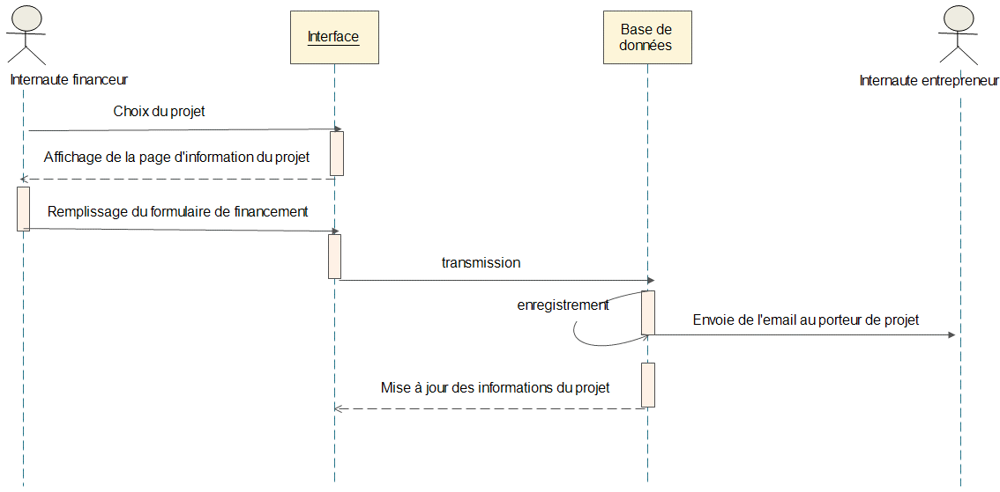 Interface
Base de
données
Internaute financeur
Internaute entrepreneur
Choix du projet
Affichage de la page d'information du projet
Remplissage du formulaire de financement
transmission
enregistrement
Envoie de l'email au porteur de projet
Mise à jour des informations du projet